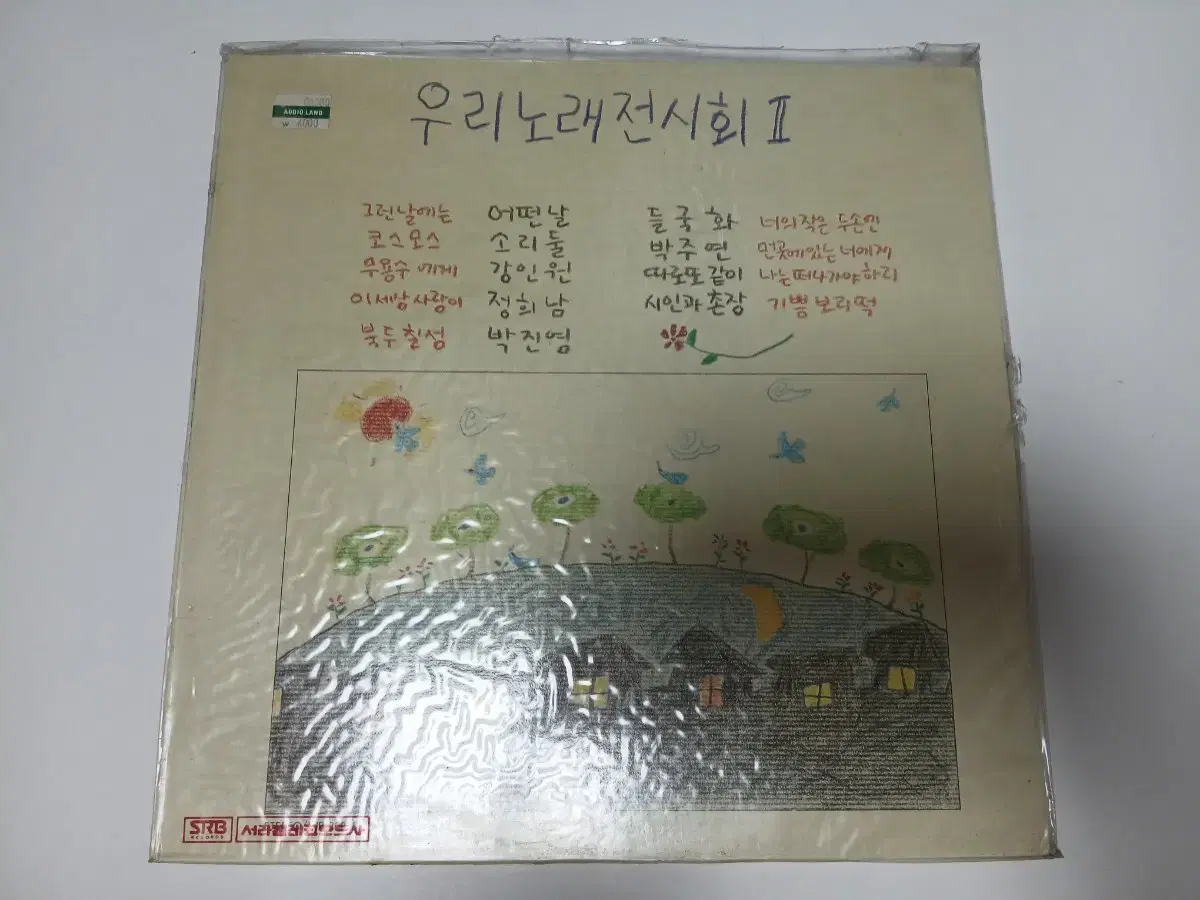 AUDIO LAND
우리노래전시회 II
그런날에는 어떤날
코스모스 소리둘
무용수에게 강인원
이세상사랑이 정희남
북두칠성 박진영
들국화 너의작은두손엔
박주연 먼곳에있는너에게
따로또같이 나는떠나가야하리
시인과촌장 기쁨보리떡
SRB
RECORDS
서라벌레코드사